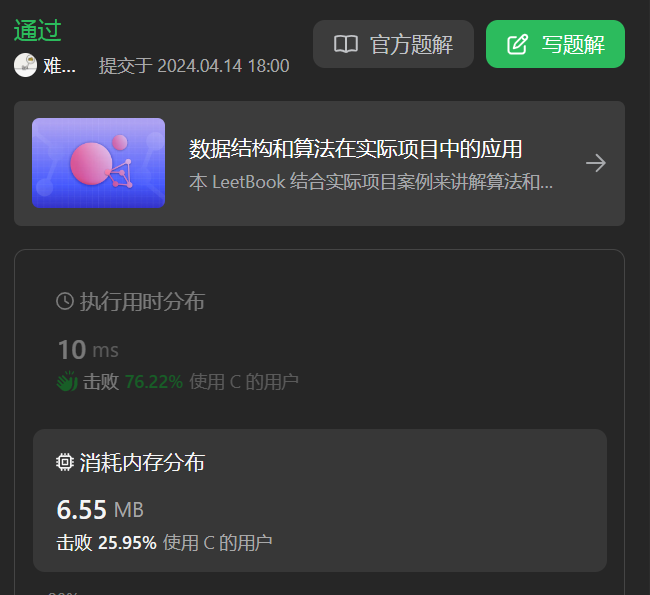 通过
难... 提交于 2024.04.14 18:00
官方题解
写题解
数据结构和算法在实际项目中的应用
本 LeetBook 结合实际项目案例来讲解算法和...
执行用时分布
10 ms
击败 76.22% 使用 C 的用户
消耗内存分布
6.55 MB
击败 25.95% 使用 C 的用户